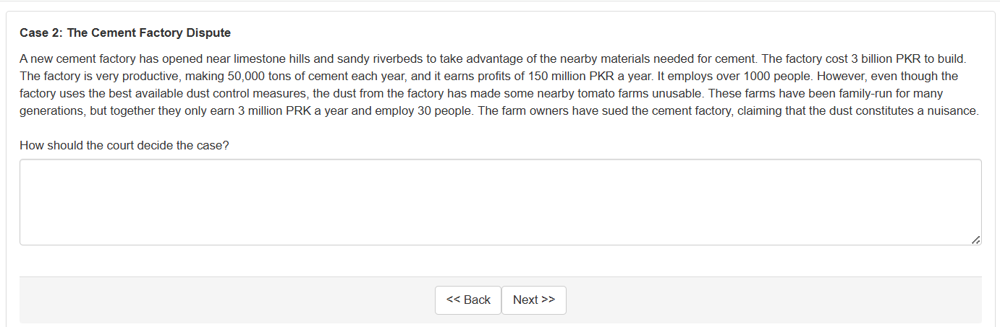 Case 2: The Cement Factory Dispute
A new cement factory has opened near limestone hills and sandy riverbeds to take advantage of the nearby materials needed for cement. The factory cost 3 billion PKR to build.
The factory is very productive, making 50,000 tons of cement each year, and it earns profits of 150 million PKR a year. It employs over 1000 people. However, even though the
factory uses the best available dust control measures, the dust from the factory has made some nearby tomato farms unusable. These farms have been family-run for many
generations, but together they only earn 3 million PRK a year and employ 30 people. The farm owners have sued the cement factory, claiming that the dust constitutes a nuisance.
How should the court decide the case?
<< Back Next >>